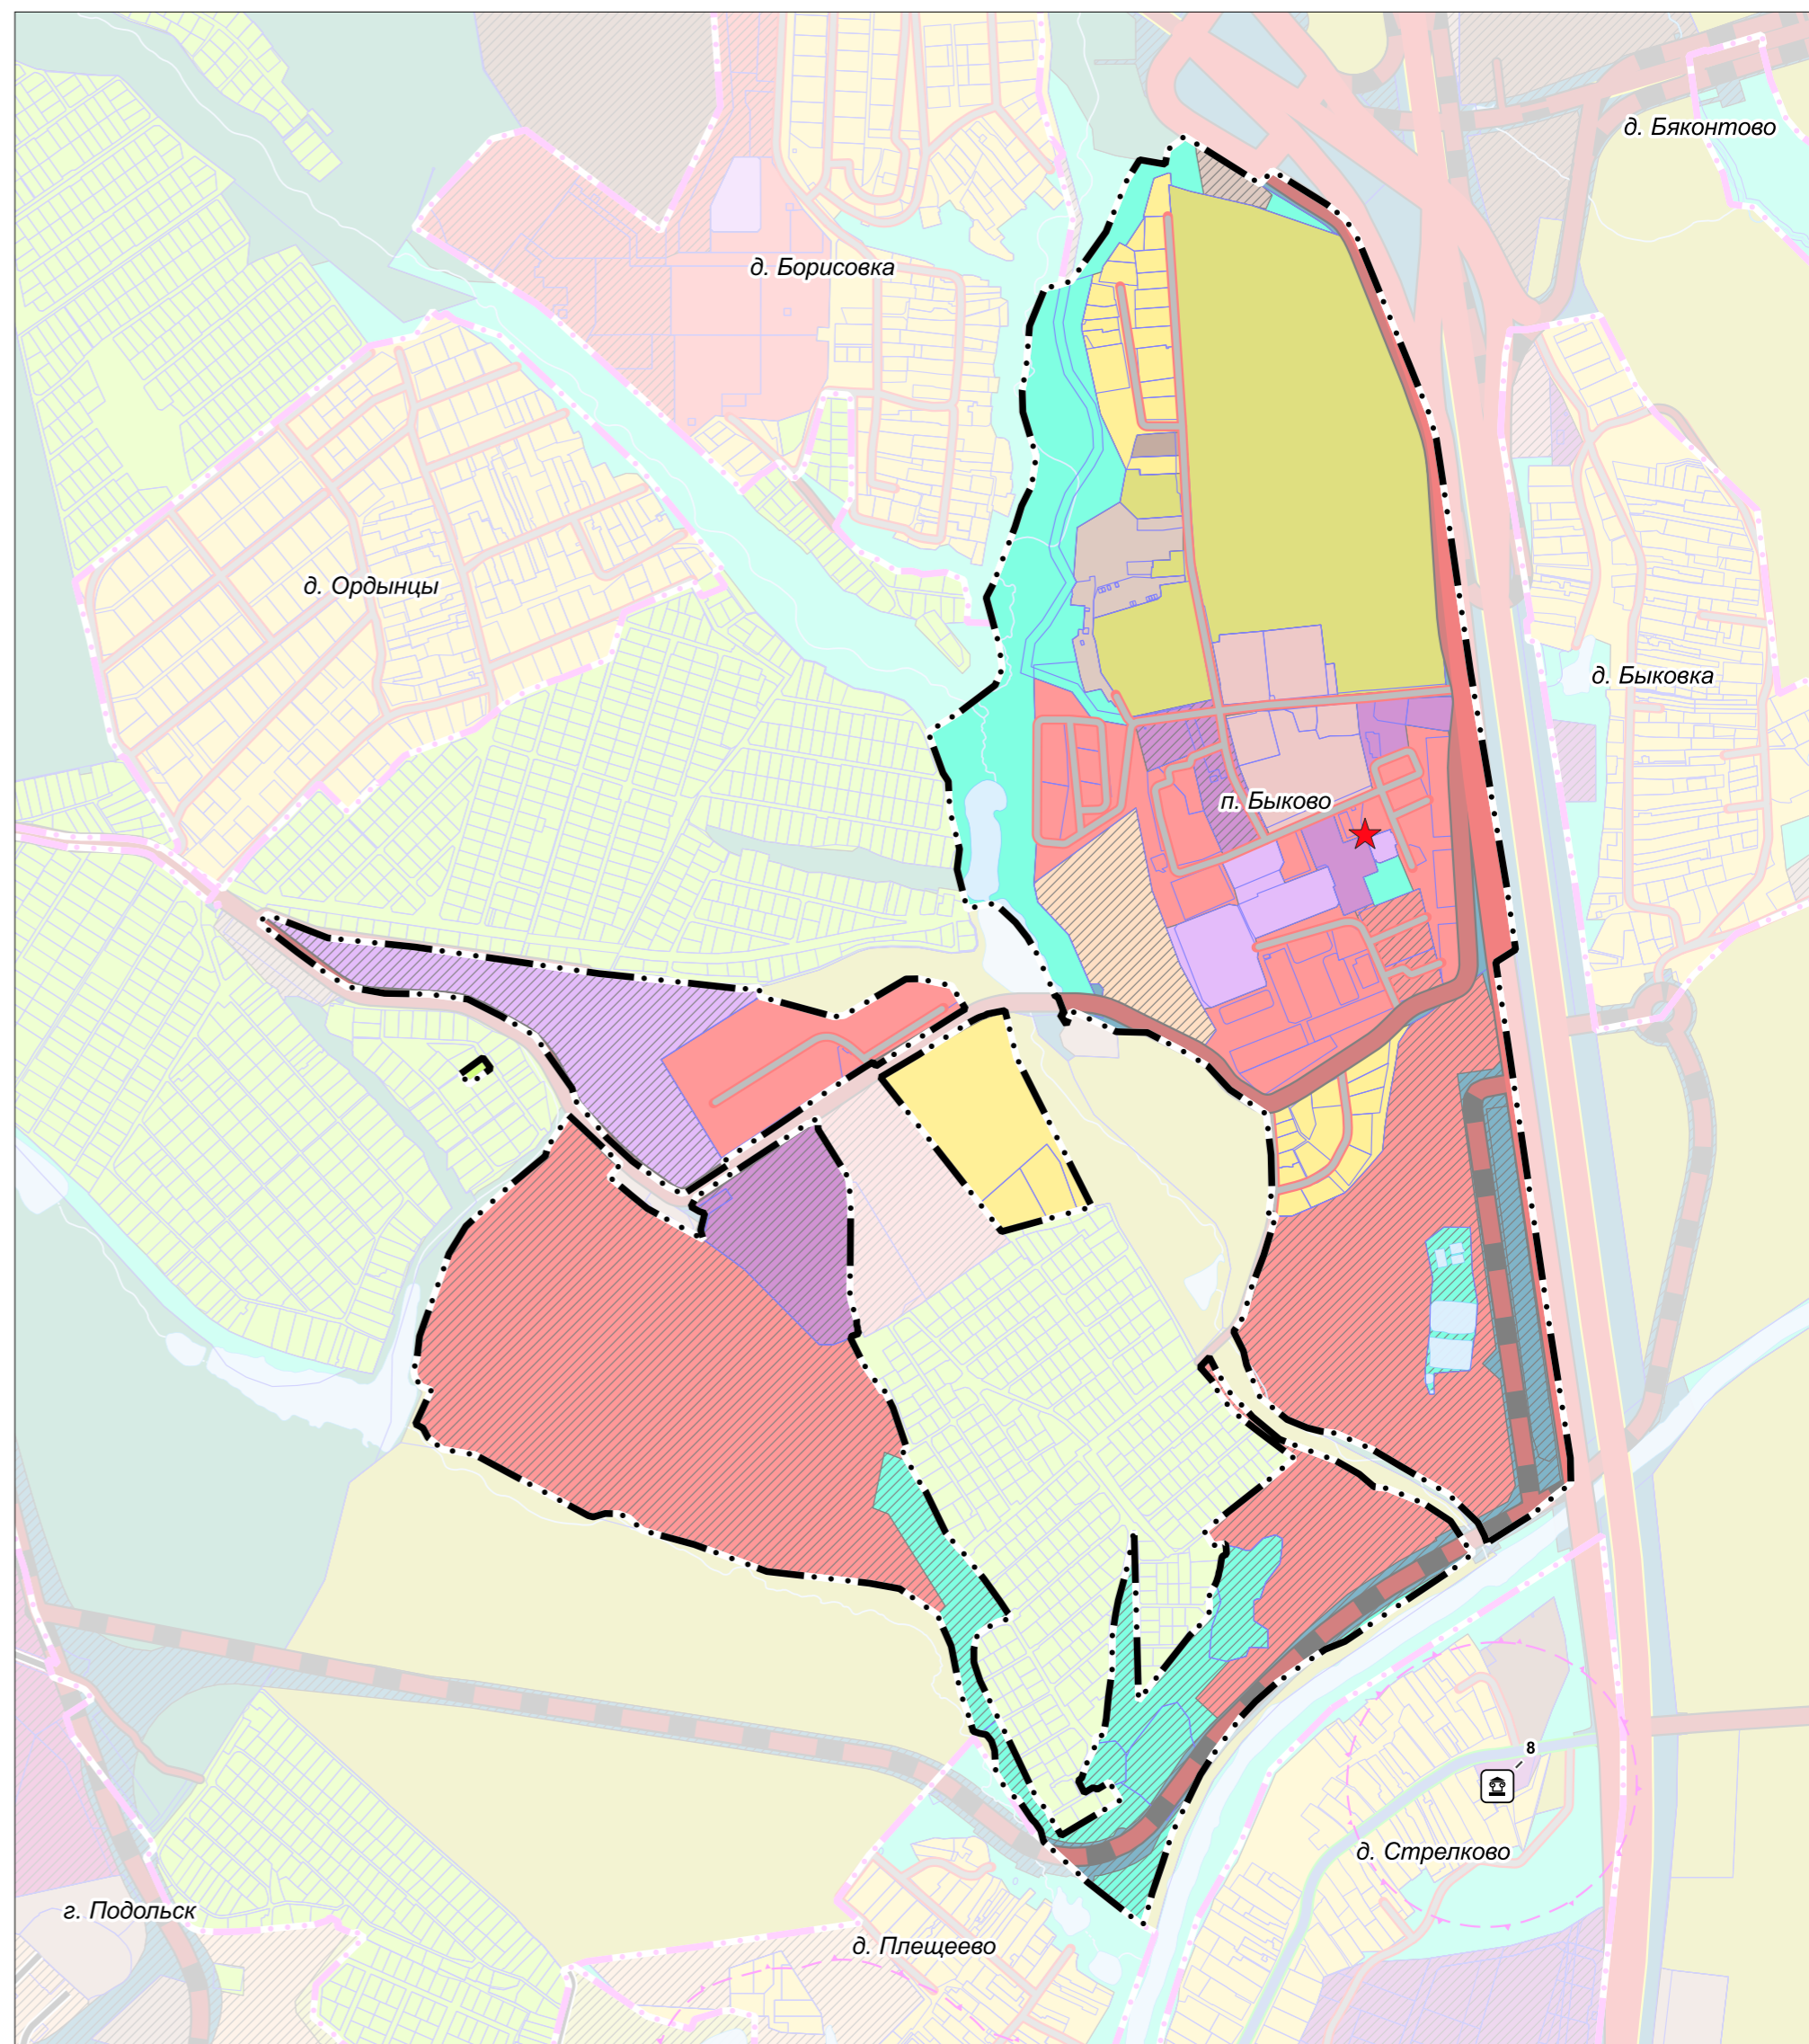 д. Бяконтово
д. Борисовка
д. Ордынцы
д. Быковка
п. Быково
8
д. Стрелково
г. Подольск
д. Плещеево